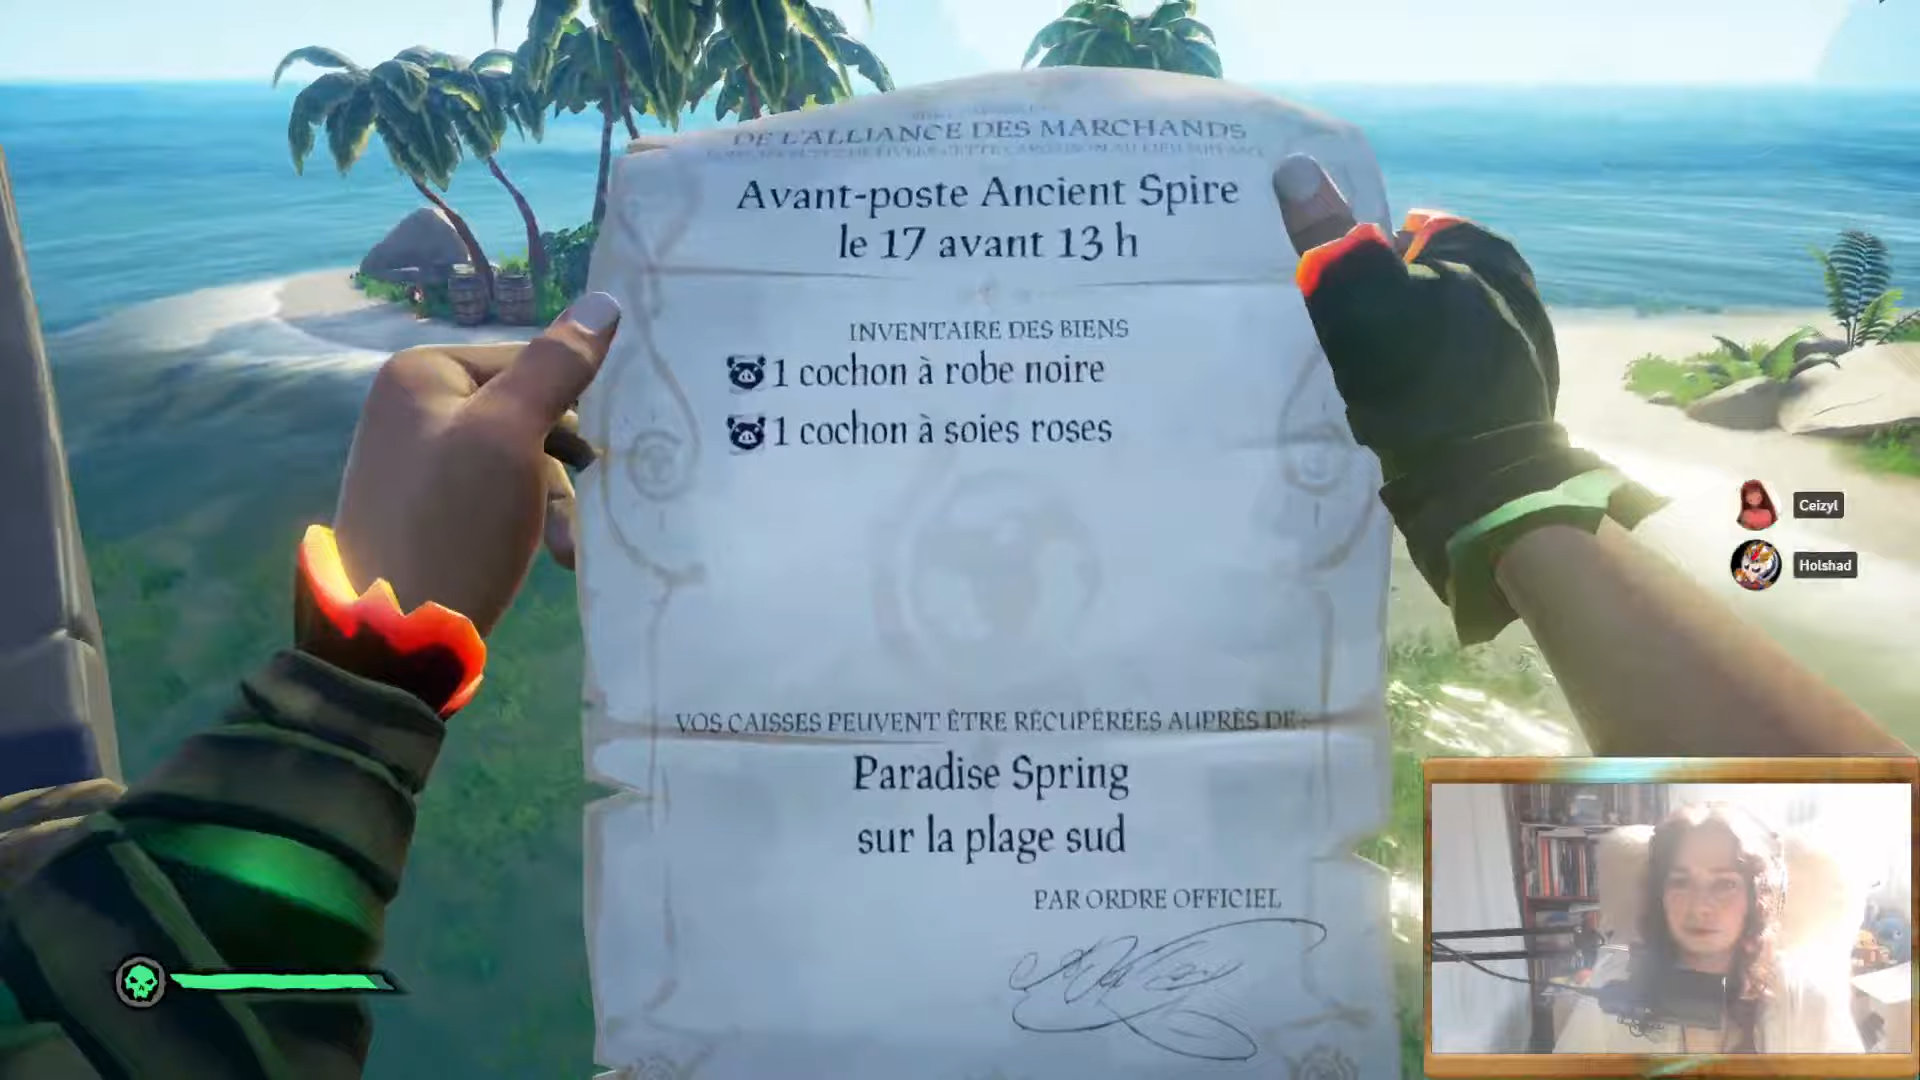 DE L'ALLIANCE DES MARCHANDS
Avant-poste Ancient Spire
le 17 avant 13 h
INVENTAIRE DES BIENS
1 cochon à robe noire
1 cochon à soies roses
VOS CAISSES PEUVENT ÊTRE RÉCUPÉRÉES AUPRÈS DE
Paradise Spring
sur la plage sud
PAR ORDRE OFFICIEL
Ceizyl
Holshad